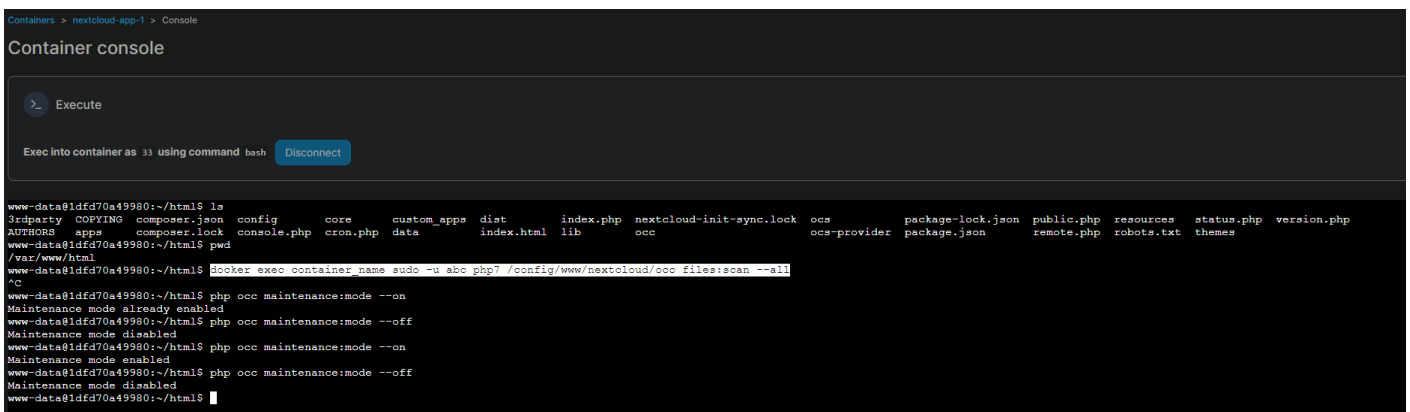 Containers > nextcloud-app-1 > Console
Container console
>_ Execute
Exec into container as 33 using command bash Disconnect
www-data@1dfd70a49980:~/html$ ls
3rdparty COPYING composer.json config core custom_apps dist index.php nextcloud-init-sync.lock ocs package-lock.json public.php resources status.php version.php
AUTHORS apps composer.lock console.php cron.php data index.html lib occ ocs-provider package.json remote.php robots.txt themes
www-data@1dfd70a49980:~/html$ pwd
/var/www/html
www-data@1dfd70a49980:~/html$ docker exec container_name sudo -u abc php7 /config/www/nextcloud/occ files:scan --all
^C
www-data@1dfd70a49980:~/html$ php occ maintenance:mode --on
Maintenance mode already enabled
www-data@1dfd70a49980:~/html$ php occ maintenance:mode --off
Maintenance mode disabled
www-data@1dfd70a49980:~/html$ php occ maintenance:mode --on
Maintenance mode enabled
www-data@1dfd70a49980:~/html$ php occ maintenance:mode --off
Maintenance mode disabled
www-data@1dfd70a49980:~/html$